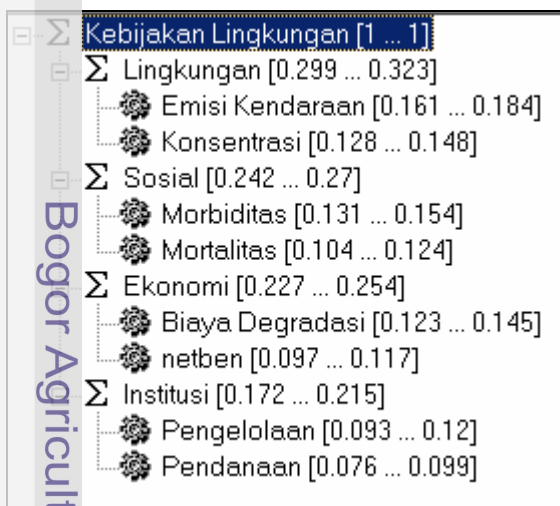 Σ Kebijakan Lingkungan [1 ... 1]
Σ Lingkungan [0.299 ... 0.323]
Emisi Kendaraan [0.161 ... 0.184]
Konsentrasi [0.128 ... 0.148]
Σ Sosial [0.242 ... 0.27]
Morbiditas [0.131 ... 0.154]
Mortalitas [0.104 ... 0.124]
Σ Ekonomi [0.227 ... 0.254]
Biaya Degradasi [0.123 ... 0.145]
netben [0.097 ... 0.117]
Σ Institusi [0.172 ... 0.215]
Pengelolaan [0.093 ... 0.12]
Pendanaan [0.076 ... 0.099]
Bogor Agricult